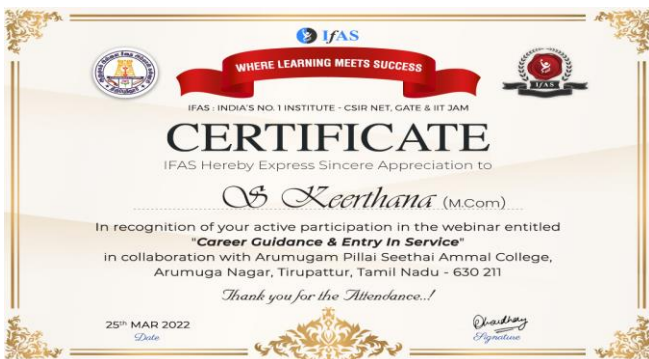 IfAS
WHERE LEARNING MEETS SUCCESS
IFAS
IFAS : INDIA'S NO. 1 INSTITUTE - CSIR NET, GATE & IIT JAM
CERTIFICATE
IFAS Hereby Express Sincere Appreciation to
S Keerthana (M.Com)
In recognition of your active participation in the webinar entitled
"Career Guidance & Entry In Service"
in collaboration with Arumugam Pillai Seethai Ammal College,
Arumuga Nagar, Tirupattur, Tamil Nadu - 630 211
Thank you for the Attendance..!
25th MAR 2022
Date
Chaudhary
Signature